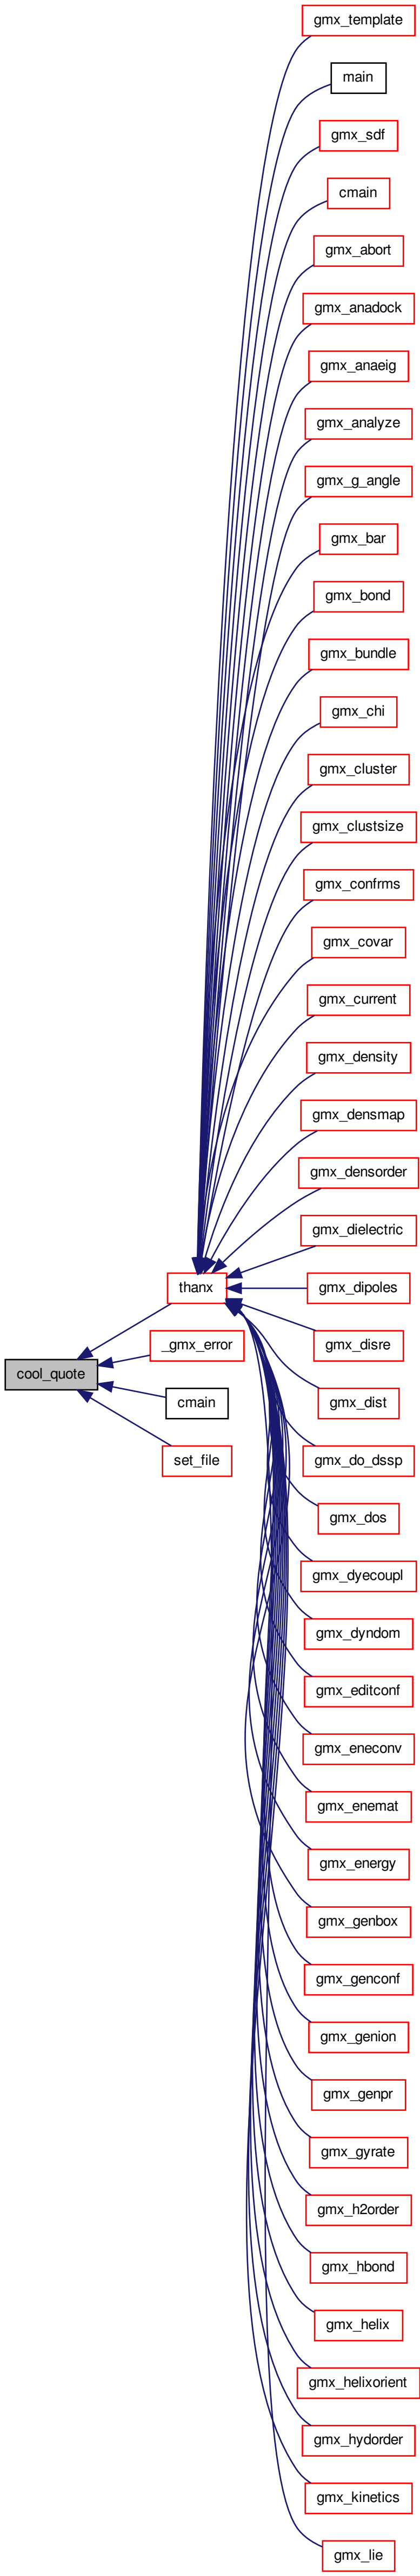 gmx_template
main
gmx_sdf
cmain
gmx_abort
gmx_anadock
gmx_anaeig
gmx_analyze
gmx_g_angle
gmx_bar
gmx_bond
gmx_bundle
gmx_chi
gmx_cluster
gmx_clustsize
gmx_confrms
gmx_covar
gmx_current
gmx_density
gmx_densmap
gmx_densorder
gmx_dielectric
thanx
gmx_dipoles
_gmx_error
gmx_disre
cool_quote
cmain
gmx_dist
set_file
gmx_do_dssp
gmx_dos
gmx_dyecoupl
gmx_dyndom
gmx_editconf
gmx_eneconv
gmx_enemat
gmx_energy
gmx_genbox
gmx_genconf
gmx_genion
gmx_genpr
gmx_gyrate
gmx_h2order
gmx_hbond
gmx_helix
gmx_helixorient
gmx_hydorder
gmx_kinetics
gmx_lie